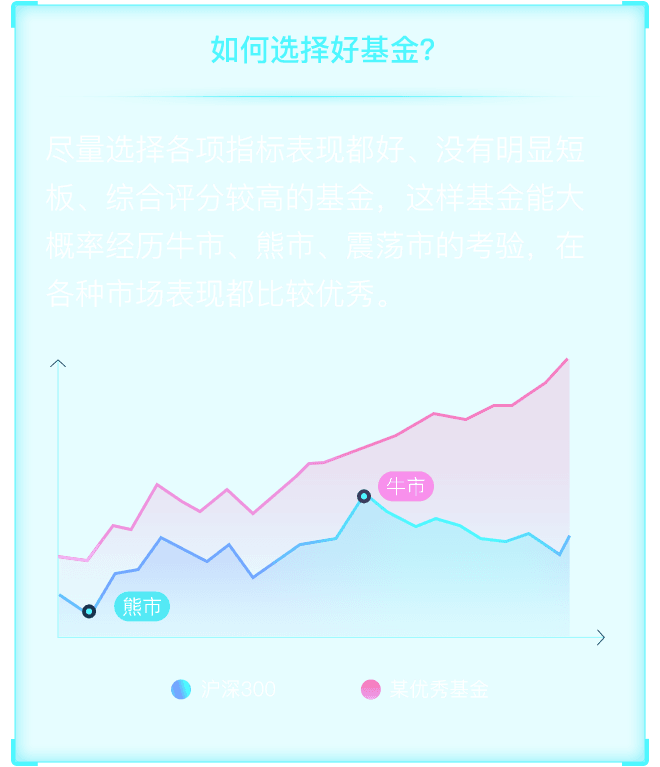 如何选择好基金?
尽量选择各项指标表现都好、没有明显短
板、综合评分较高的基金，这样基金能大
概率经历牛市、熊市、震荡市的考验，在
各种市场表现都比较优秀。
牛市
熊市
沪深300
某优秀基金